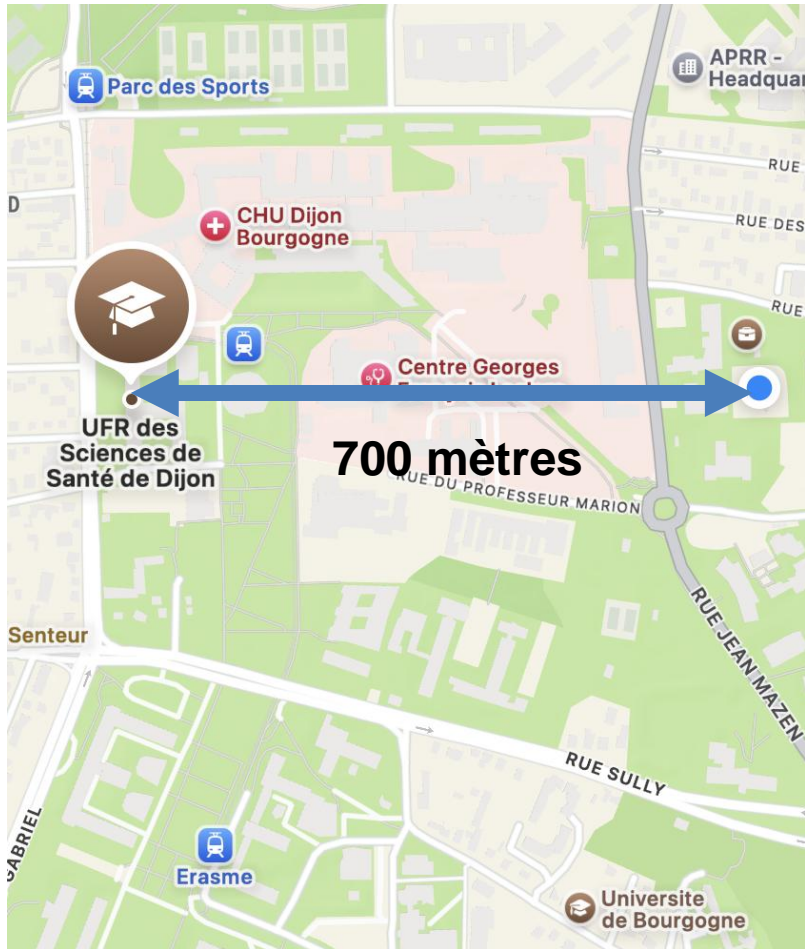 APRR -
Headquar
Parc des Sports
RUE
D
CHU Dijon
Bourgogne
RUE DES
RUE
Centre Georges
UFR des
Sciences de
Santé de Dijon
700 mètres
RUE DU PROFESSEUR MARION
Senteur
RUE JEAN MAZEN
RUE SULLY
GABRIEL
Erasme
Universite
de Bourgogne